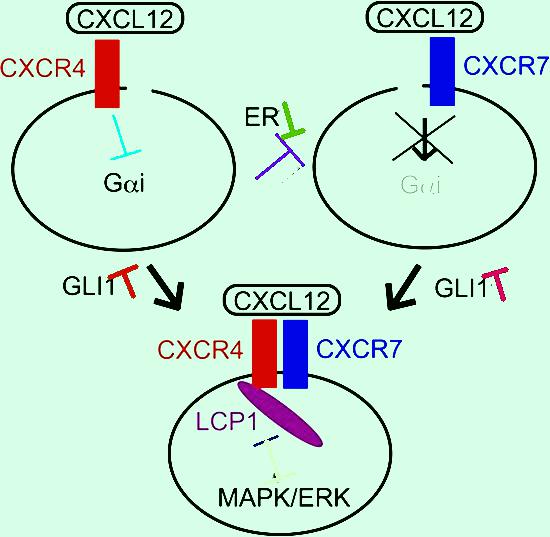 CXCL12
CXCL12
CXCR4
CXCR7
ER
Gαi
Gαi
GLI1
GLI1
CXCL12
CXCR4
CXCR7
LCP1
MAPK/ERK